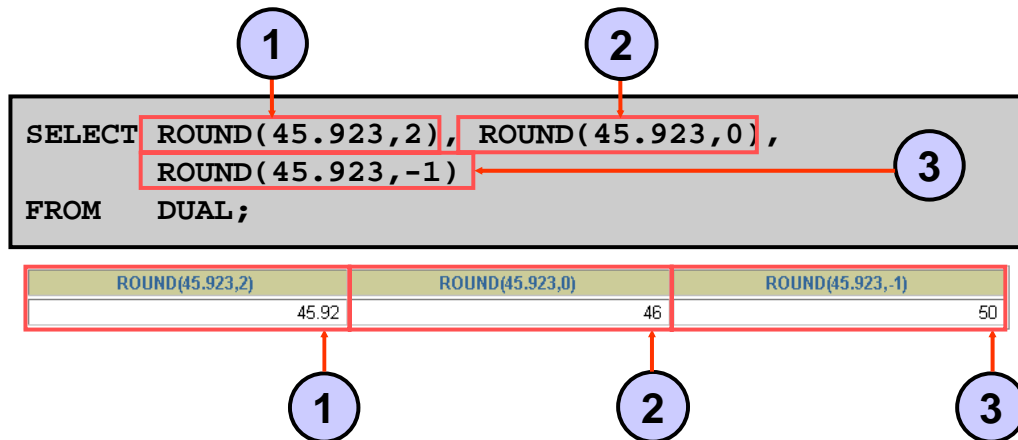 1 2
SELECT ROUND(45.923,2), ROUND(45.923,0),
ROUND(45.923,-1) 3
FROM DUAL;
ROUND(45.923,2) ROUND(45.923,0) ROUND(45.923,-1)
45.92 46 50
1 2 3